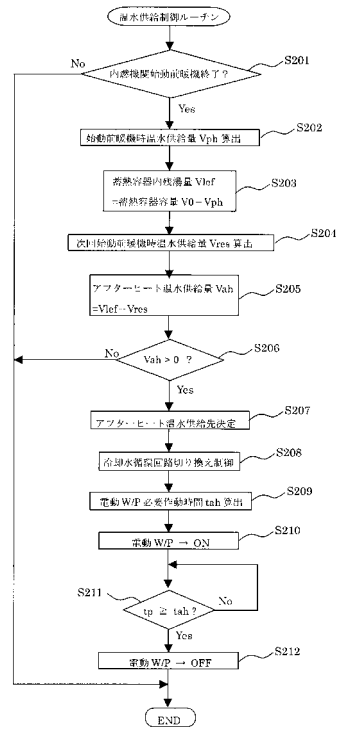 温水供給制御ルーチン
S201
No
内燃機関始動前暖機終了？
Yes
S202
始動前暖機時温水供給量 Vph 算出
S203
蓄熱容器内残湯量 Vlef
=蓄熱容器容量 V0−Vph
S204
次回始動前暖機時温水供給量 Vres 算出
S205
アフターヒート温水供給量 Vah
=Vlef−Vres
S206
No
Vah > 0 ？
Yes
S207
アフターヒート温水供給先決定
S208
冷却水循環回路切り換え制御
S209
電動 W/P 必要作動時間 tah 算出
S210
電動 W/P → ON
S211
tp ≧ tah？
No
Yes
S212
電動 W/P → OFF
END